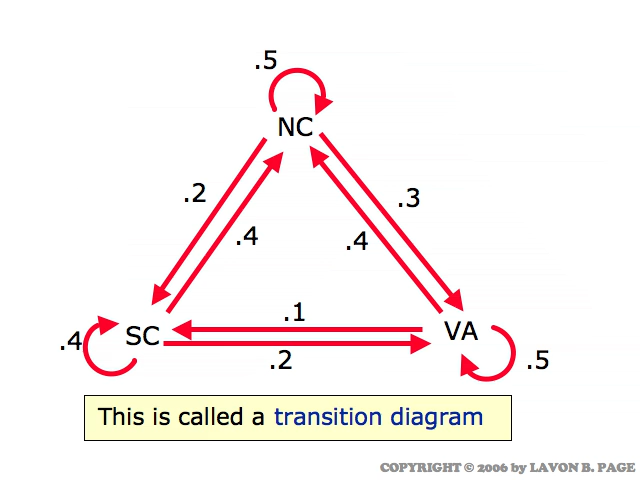 .5
NC
.2
.3
.4
.4
.1
SC
VA
.4
.2
.5
This is called a transition diagram
COPYRIGHT © 2006 by LAVON B. PAGE